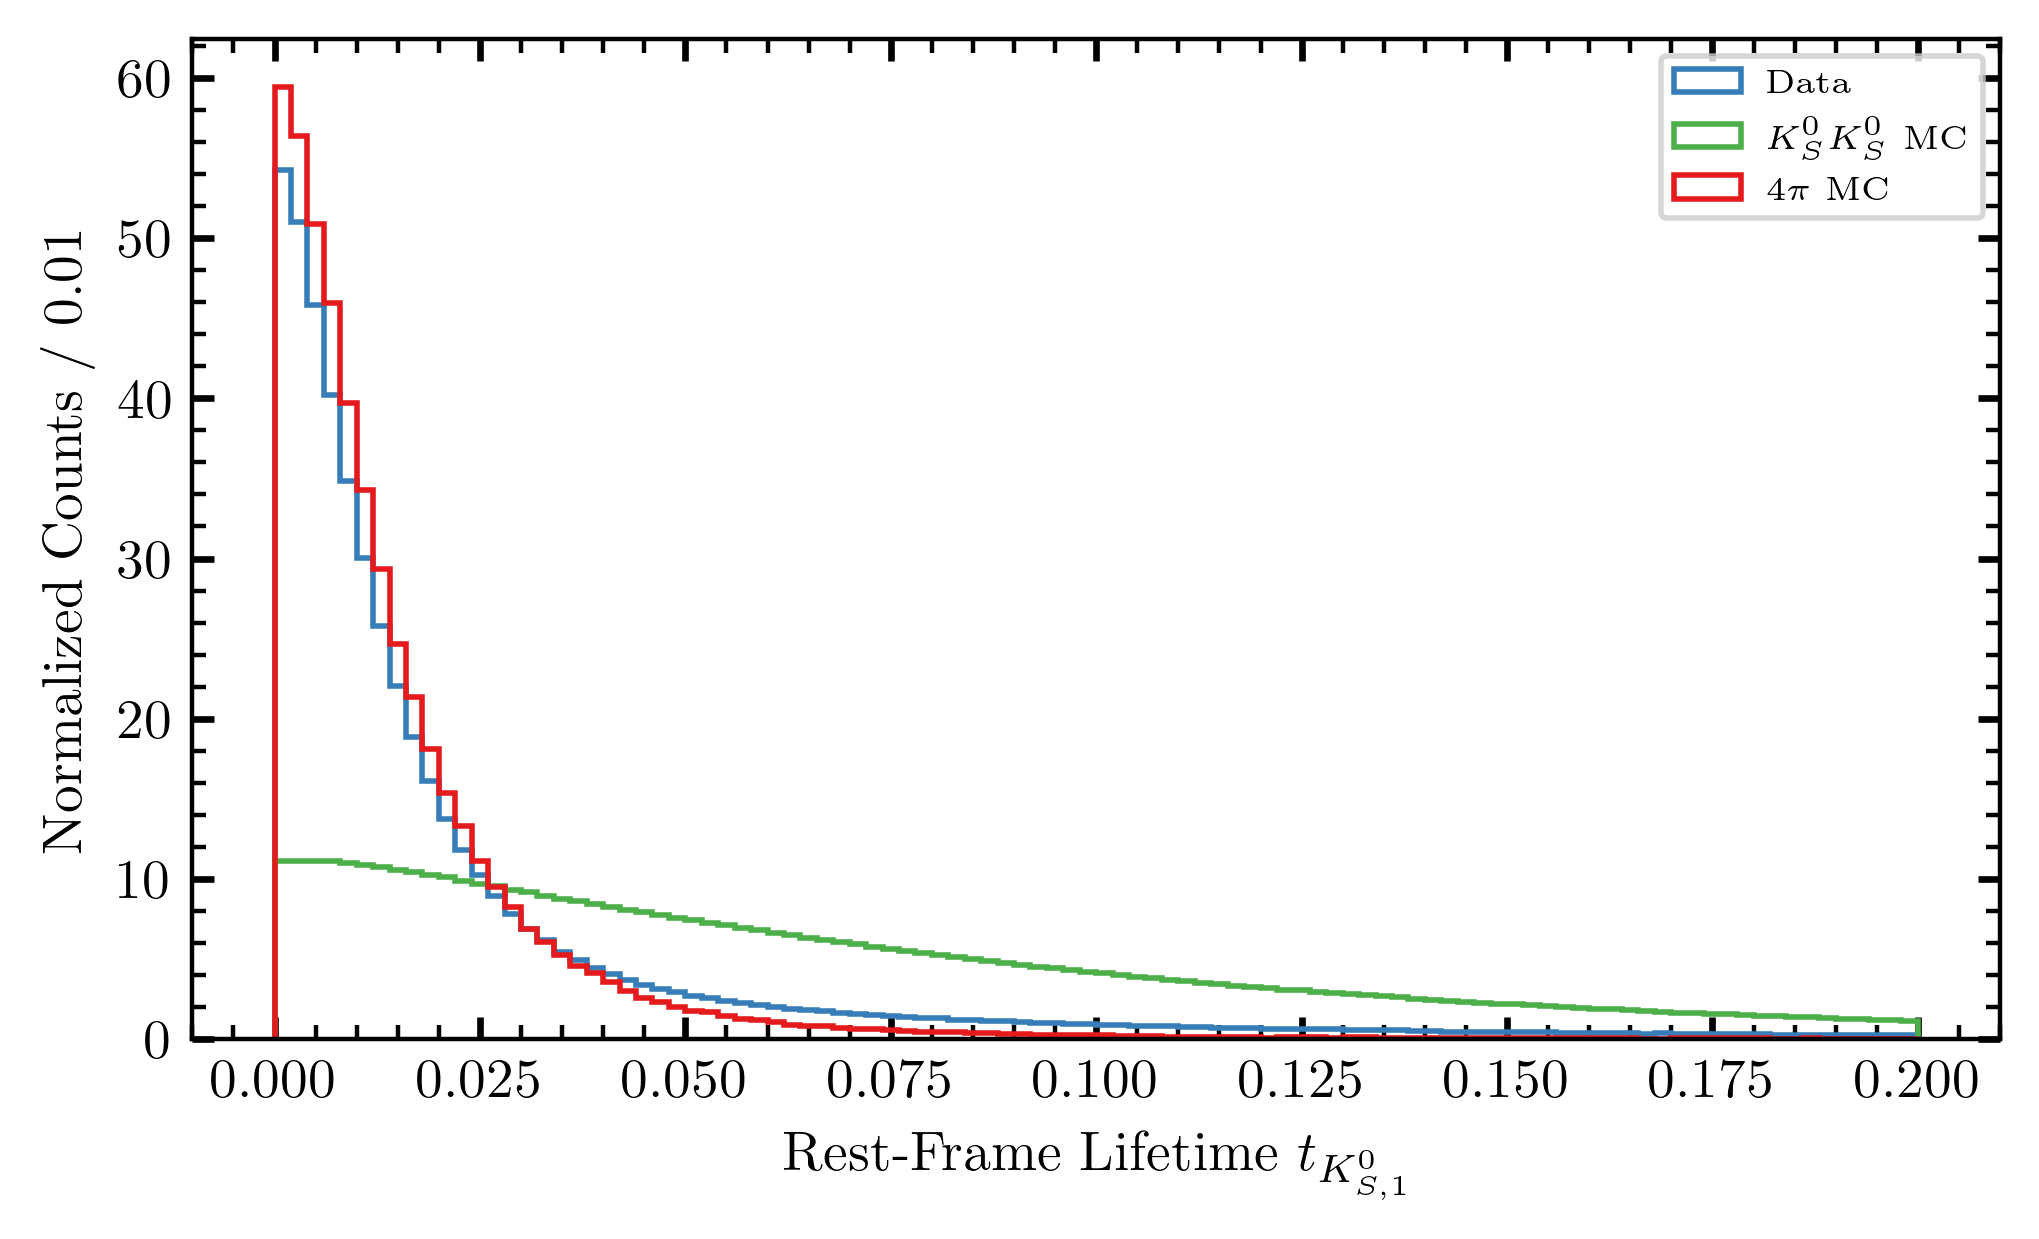 Normalized Counts / 0.01
60
50
40
30
20
10
0
0.000 0.025 0.050 0.075 0.100 0.125 0.150 0.175 0.200
Rest-Frame Lifetime $t_{K^0_{S,1}}$
Data
$K^0_S K^0_S$ MC
4π MC